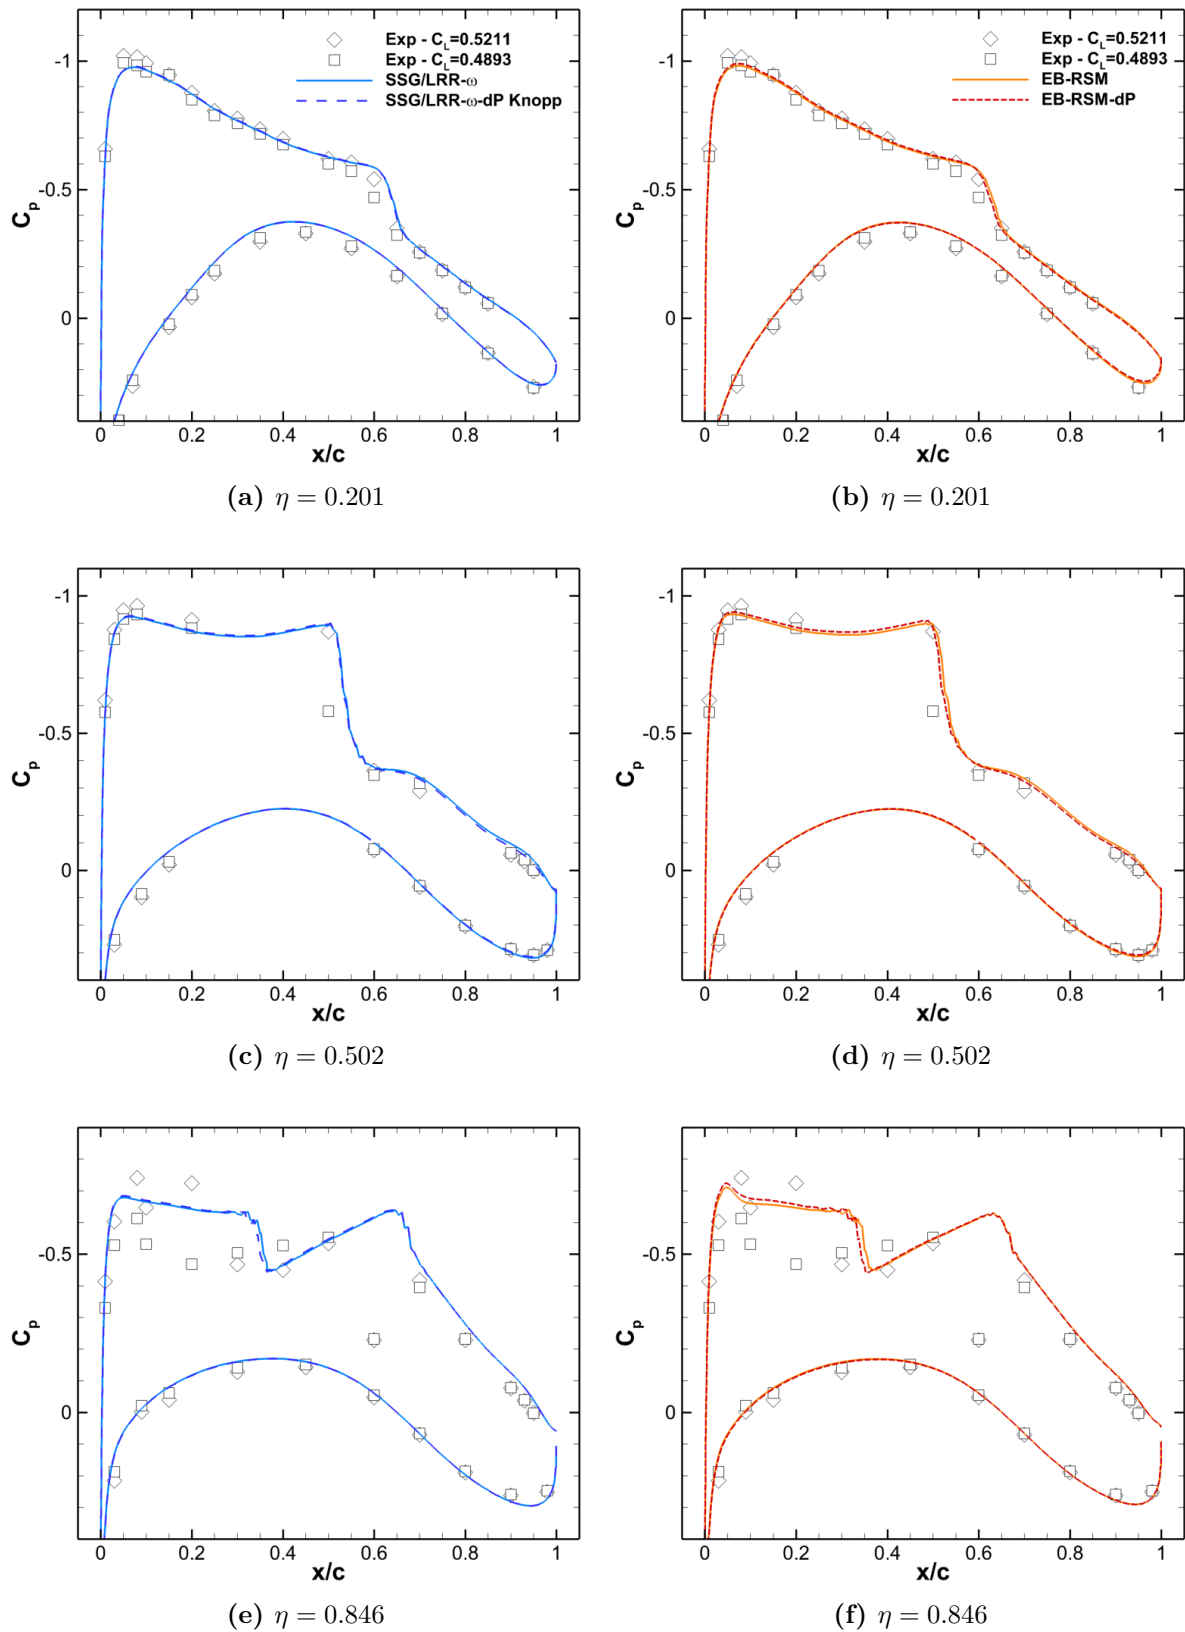 Exp - C_L=0.5211
Exp - C_L=0.4893
SSG/LRR-ω
SSG/LRR-ω-dP Knopp
-1
-0.5
0
C_p
0 0.2 0.4 0.6 0.8 1
x/c
(a) η = 0.201
Exp - C_L=0.5211
Exp - C_L=0.4893
EB-RSM
EB-RSM-dP
-1
-0.5
0
C_p
0 0.2 0.4 0.6 0.8 1
x/c
(b) η = 0.201
-1
-0.5
0
C_p
0 0.2 0.4 0.6 0.8 1
x/c
(c) η = 0.502
-1
-0.5
0
C_p
0 0.2 0.4 0.6 0.8 1
x/c
(d) η = 0.502
-0.5
0
C_p
0 0.2 0.4 0.6 0.8 1
x/c
(e) η = 0.846
-0.5
0
C_p
0 0.2 0.4 0.6 0.8 1
x/c
(f) η = 0.846